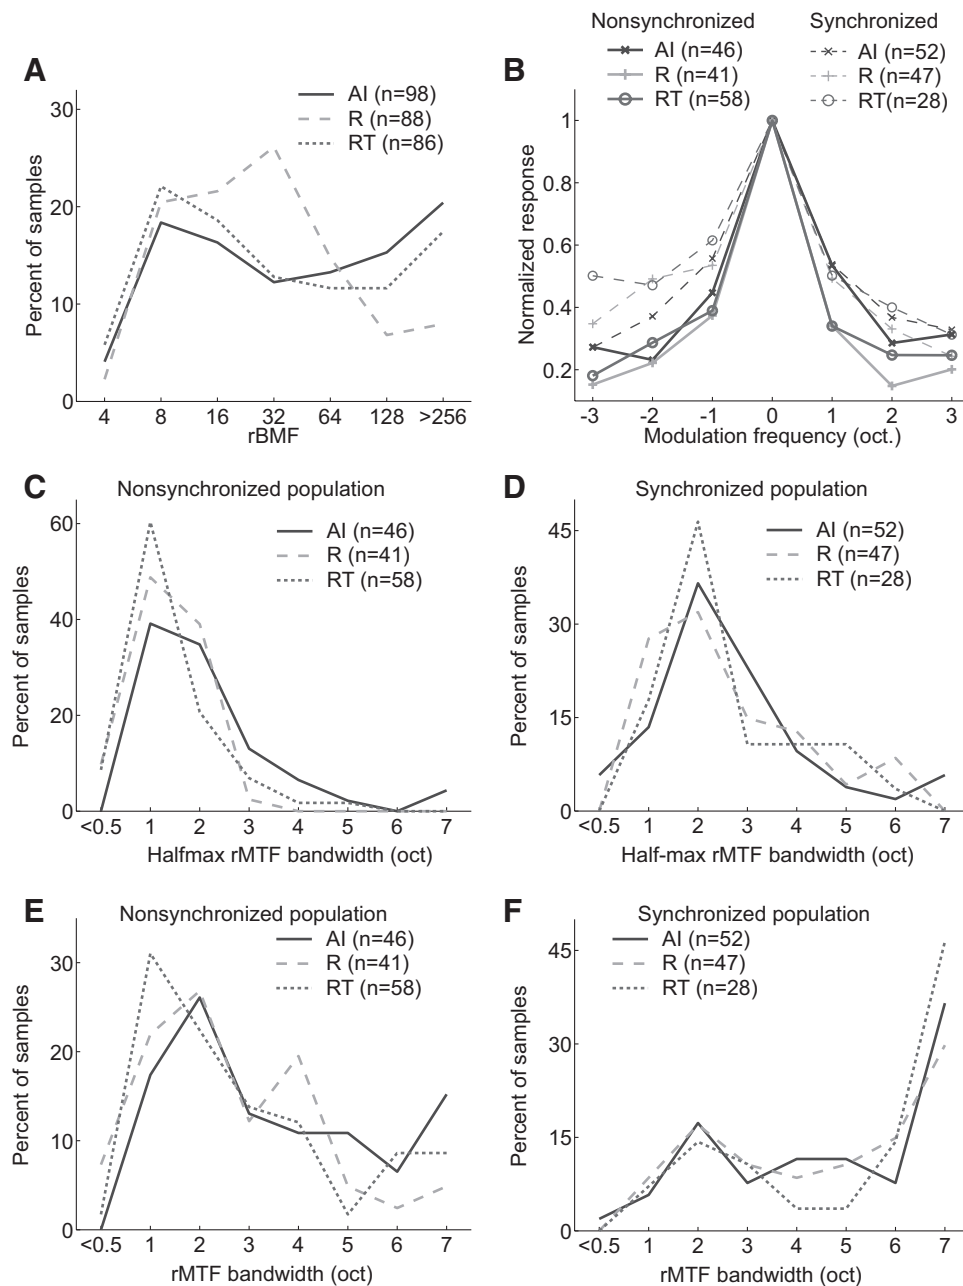 A
AI (n=98)
R (n=88)
RT (n=86)
Percent of samples
30
20
10
0
4 8 16 32 64 128 >256
rBMF
Nonsynchronized
AI (n=46)
R (n=41)
RT (n=58)
Synchronized
AI (n=52)
R (n=47)
RT(n=28)
B
Normalized response
1
0.8
0.6
0.4
0.2
-3 -2 -1 0 1 2 3
Modulation frequency (oct.)
C
Nonsynchronized population
AI (n=46)
R (n=41)
RT (n=58)
Percent of samples
60
40
20
0
<0.5 1 2 3 4 5 6 7
Halfmax rMTF bandwidth (oct)
D
Synchronized population
AI (n=52)
R (n=47)
RT (n=28)
Percent of samples
45
30
15
0
<0.5 1 2 3 4 5 6 7
Half-max rMTF bandwidth (oct)
E
Nonsynchronized population
AI (n=46)
R (n=41)
RT (n=58)
Percent of samples
30
20
10
0
<0.5 1 2 3 4 5 6 7
rMTF bandwidth (oct)
F
Synchronized population
AI (n=52)
R (n=47)
RT (n=28)
Percent of samples
45
30
15
0
<0.5 1 2 3 4 5 6 7
rMTF bandwidth (oct)